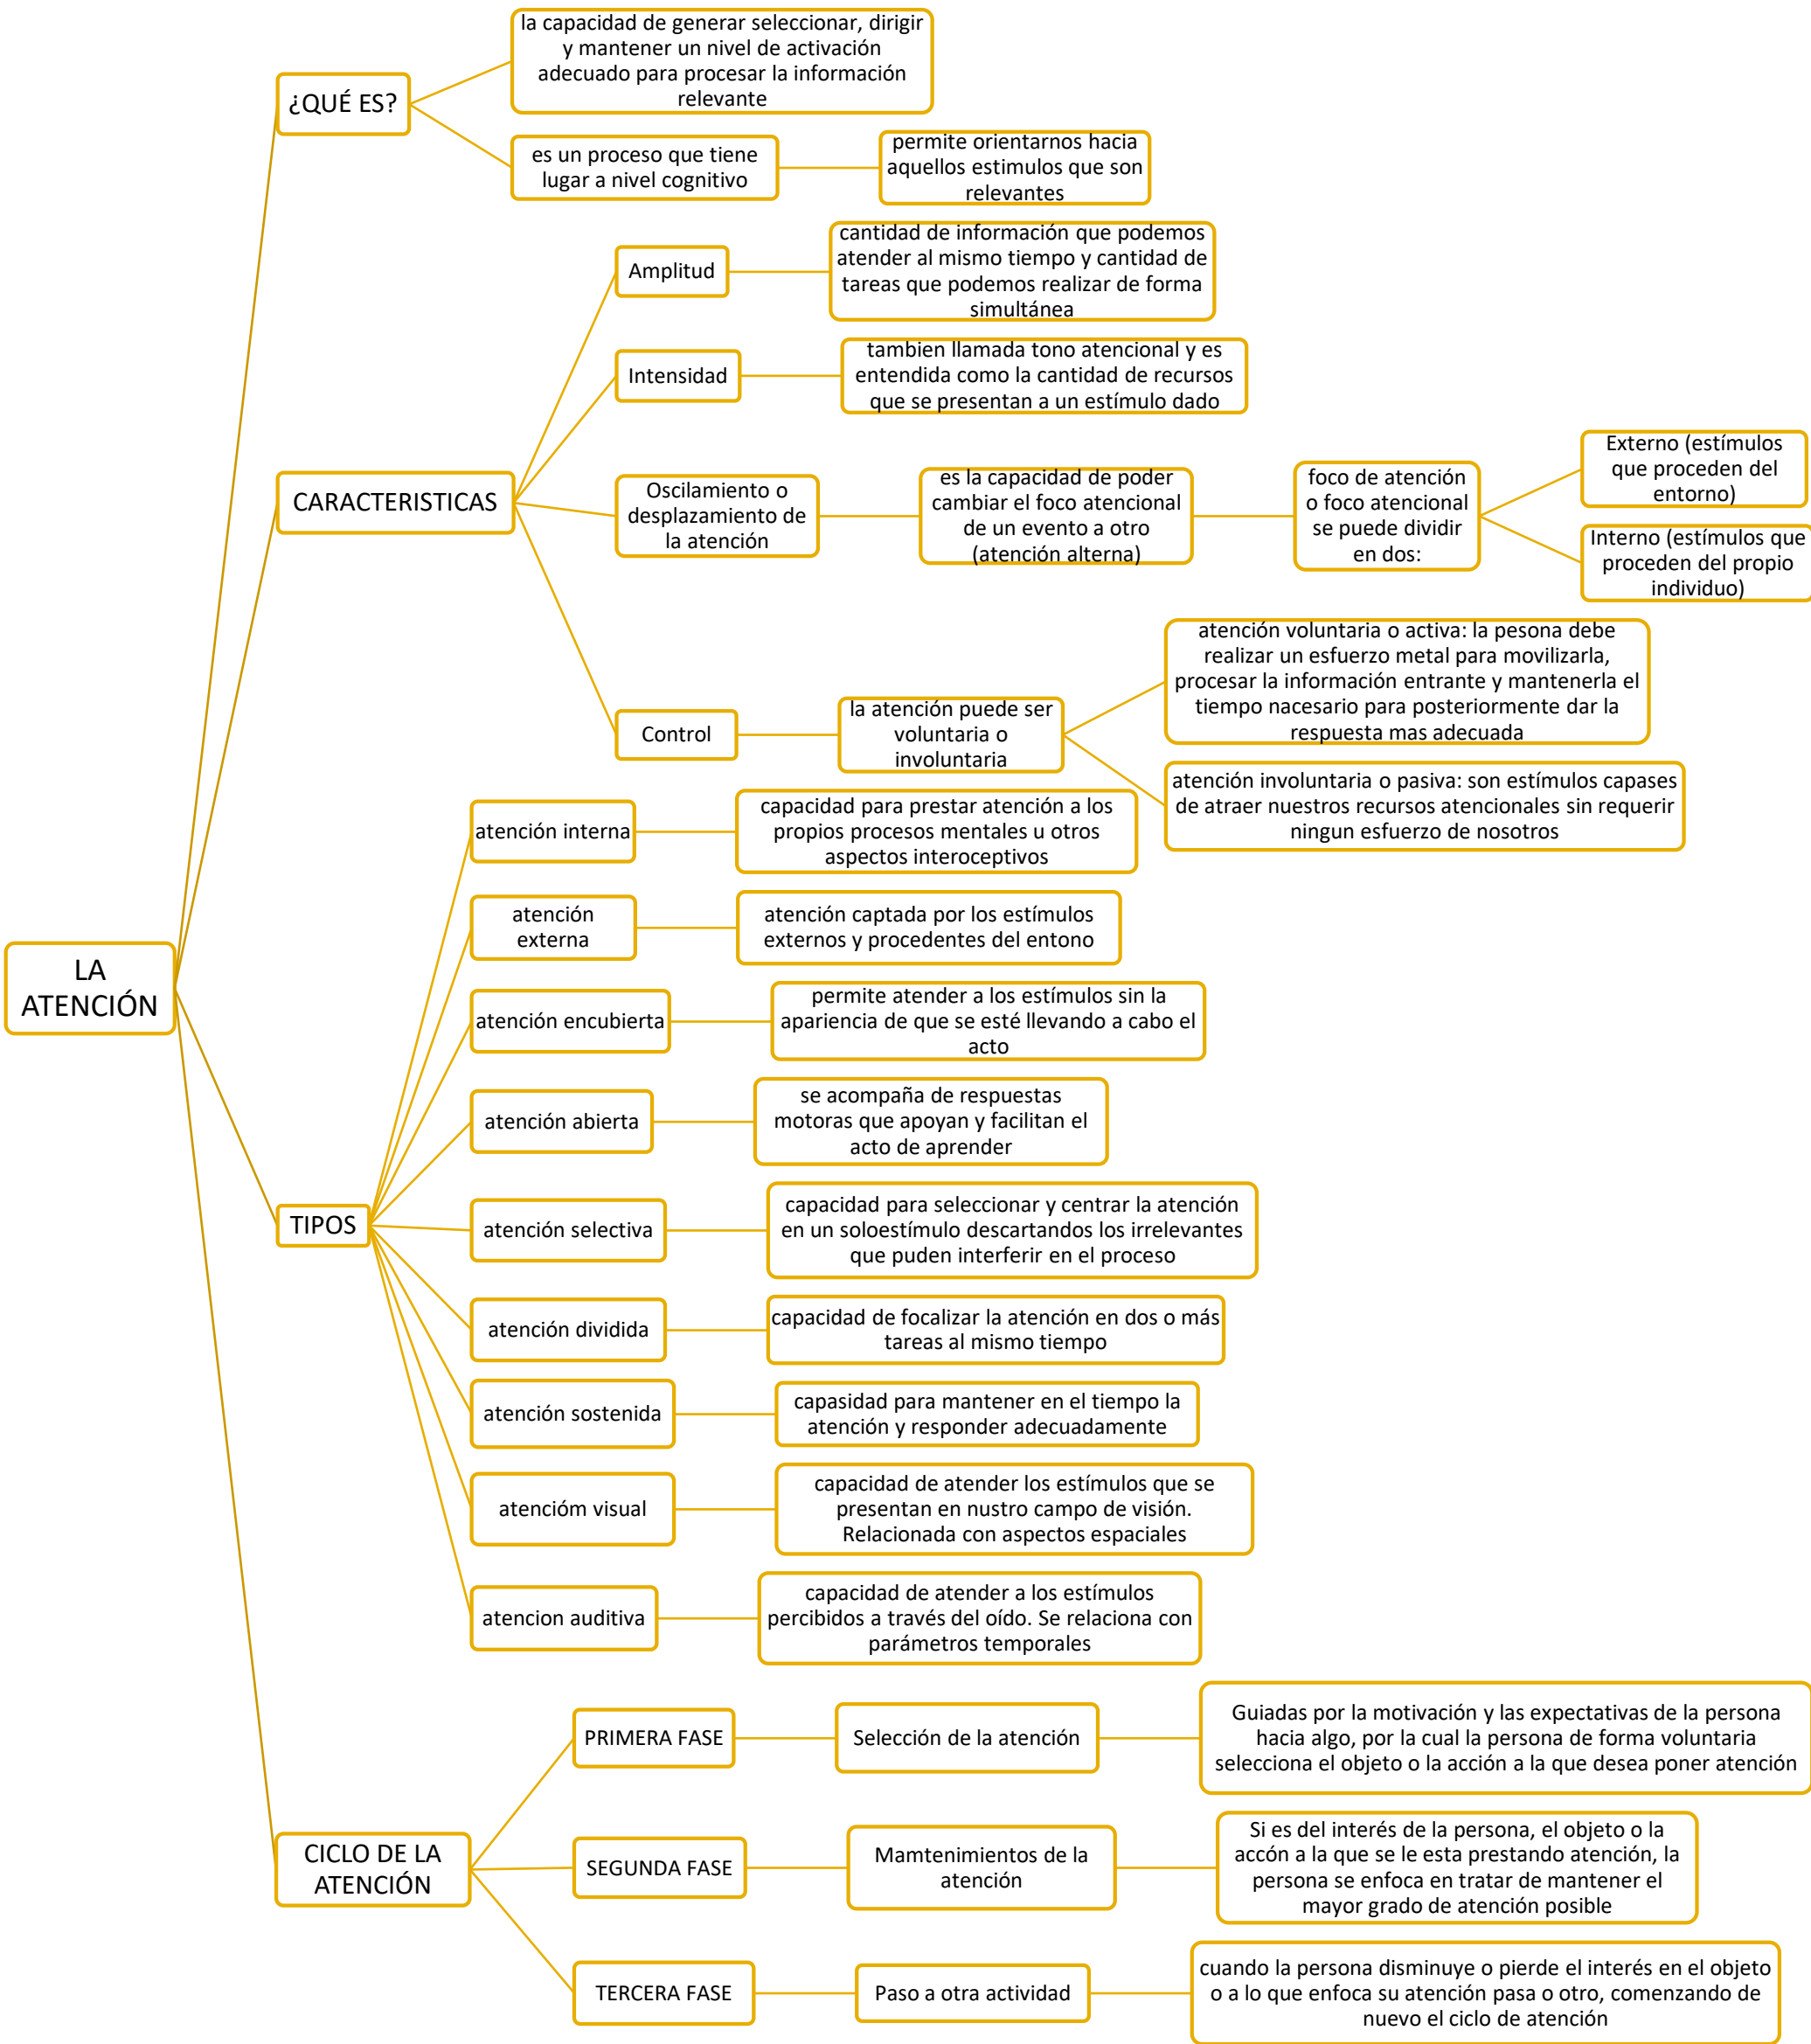 LA
ATENCIÓN
¿QUÉ ES?
la capacidad de generar seleccionar, dirigir
y mantener un nivel de activación
adecuado para procesar la información
relevante
es un proceso que tiene
lugar a nivel cognitivo
permite orientarnos hacia
aquellos estimulos que son
relevantes
CARACTERISTICAS
Amplitud
cantidad de información que podemos
atender al mismo tiempo y cantidad de
tareas que podemos realizar de forma
simultánea
Intensidad
tambien llamada tono atencional y es
entendida como la cantidad de recursos
que se presentan a un estímulo dado
Oscilamiento o
desplazamiento de
la atención
es la capacidad de poder
cambiar el foco atencional
de un evento a otro
(atención alterna)
foco de atención
o foco atencional
se puede dividir
en dos:
Externo (estímulos
que proceden del
entorno)
Interno (estímulos que
proceden del propio
individuo)
Control
la atención puede ser
voluntaria o
involuntaria
atención voluntaria o activa: la pesona debe
realizar un esfuerzo metal para movilizarla,
procesar la información entrante y mantenerla el
tiempo nacesario para posteriormente dar la
respuesta mas adecuada
atención involuntaria o pasiva: son estímulos capases
de atraer nuestros recursos atencionales sin requerir
ningun esfuerzo de nosotros
TIPOS
atención interna
capacidad para prestar atención a los
propios procesos mentales u otros
aspectos interoceptivos
atención
externa
atención captada por los estímulos
externos y procedentes del entono
atención encubierta
permite atender a los estímulos sin la
apariencia de que se esté llevando a cabo el
acto
atención abierta
se acompaña de respuestas
motoras que apoyan y facilitan el
acto de aprender
atención selectiva
capacidad para seleccionar y centrar la atención
en un soloestímulo descartandos los irrelevantes
que puden interferir en el proceso
atención dividida
capacidad de focalizar la atención en dos o más
tareas al mismo tiempo
atención sostenida
capasidad para mantener en el tiempo la
atención y responder adecuadamente
atencióm visual
capacidad de atender los estímulos que se
presentan en nustro campo de visión.
Relacionada con aspectos espaciales
atencion auditiva
capacidad de atender a los estímulos
percibidos a través del oído. Se relaciona con
parámetros temporales
CICLO DE LA
ATENCIÓN
PRIMERA FASE
Selección de la atención
Guiadas por la motivación y las expectativas de la persona
hacia algo, por la cual la persona de forma voluntaria
selecciona el objeto o la acción a la que desea poner atención
SEGUNDA FASE
Mamtenimientos de la
atención
Si es del interés de la persona, el objeto o la
accón a la que se le esta prestando atención, la
persona se enfoca en tratar de mantener el
mayor grado de atención posible
TERCERA FASE
Paso a otra actividad
cuando la persona disminuye o pierde el interés en el objeto
o a lo que enfoca su atención pasa o otro, comenzando de
nuevo el ciclo de atención